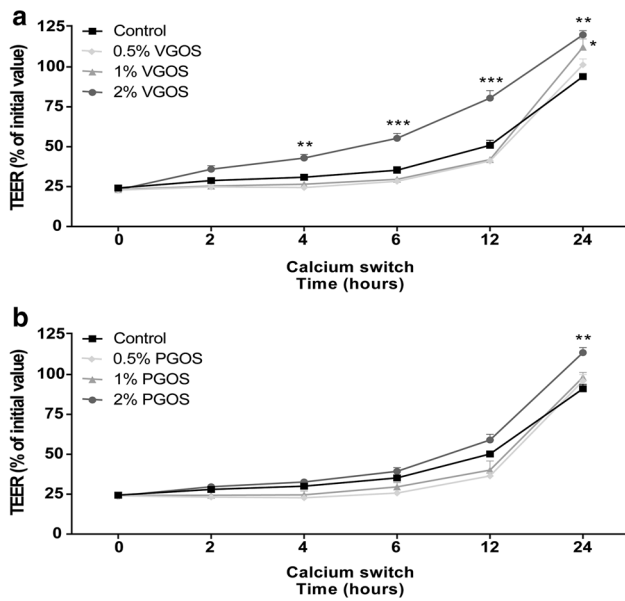 a
TEER (% of initial value)
125
100
75
50
25
0
Control
0.5% VGOS
1% VGOS
2% VGOS
**
***
***
**
*
0 2 4 6 12 24
Calcium switch
Time (hours)
b
TEER (% of initial value)
125
100
75
50
25
0
Control
0.5% PGOS
1% PGOS
2% PGOS
**
0 2 4 6 12 24
Calcium switch
Time (hours)